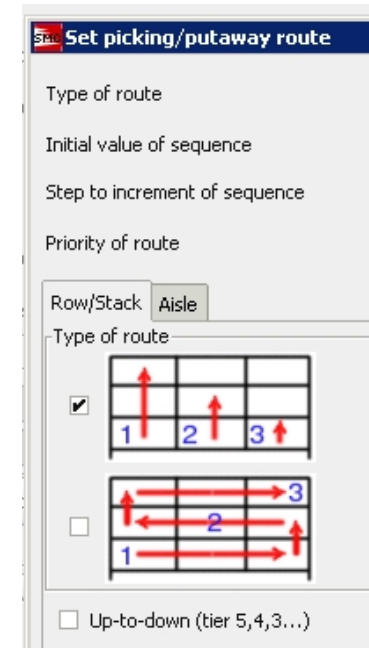 SMC Set picking/putaway route
Type of route
Initial value of sequence
Step to increment of sequence
Priority of route
Row/Stack Aisle
Type of route
1 2 3
3
2
1
Up-to-down (tier 5,4,3...)